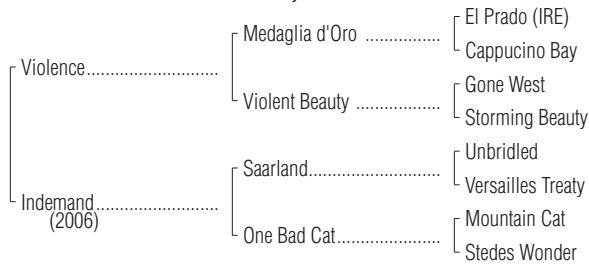 El Prado (IRE)
Medaglia d'Oro ................
Cappucino Bay
Violence............................
Gone West
Violent Beauty ..................
Storming Beauty
Unbridled
Saarland............................
Versailles Treaty
Indemand..........................
(2006)
Mountain Cat
One Bad Cat......................
Stedes Wonder